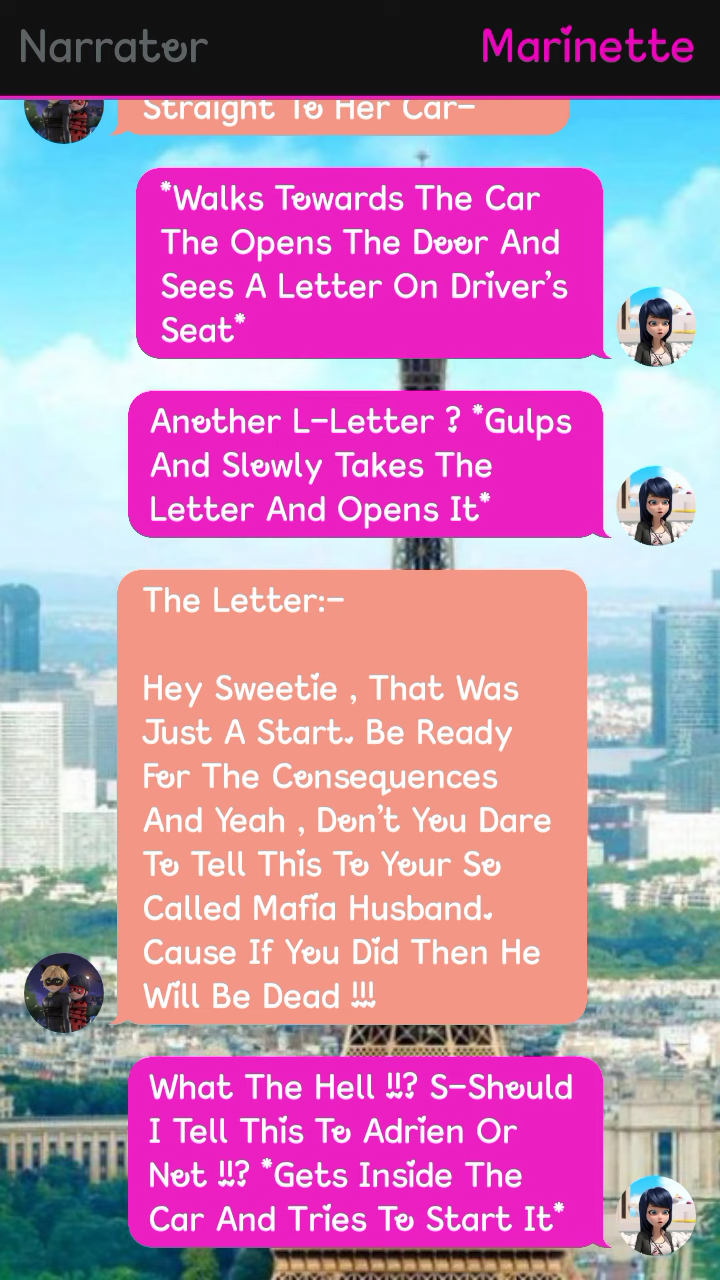 Narrator
Marinette
Straight To Her Car-
*Walks Towards The Car
The Opens The Door And
Sees A Letter On Driver's
Seat*
Another L-Letter ? *Gulps
And Slowly Takes The
Letter And Opens It*
The Letter:-
Hey Sweetie , That Was
Just A Start. Be Ready
For The Consequences
And Yeah , Don't You Dare
To Tell This To Your So
Called Mafia Husband.
Cause If You Did Then He
Will Be Dead !!!
What The Hell !!? S-Should
I Tell This To Adrien Or
Not !!? *Gets Inside The
Car And Tries To Start It*